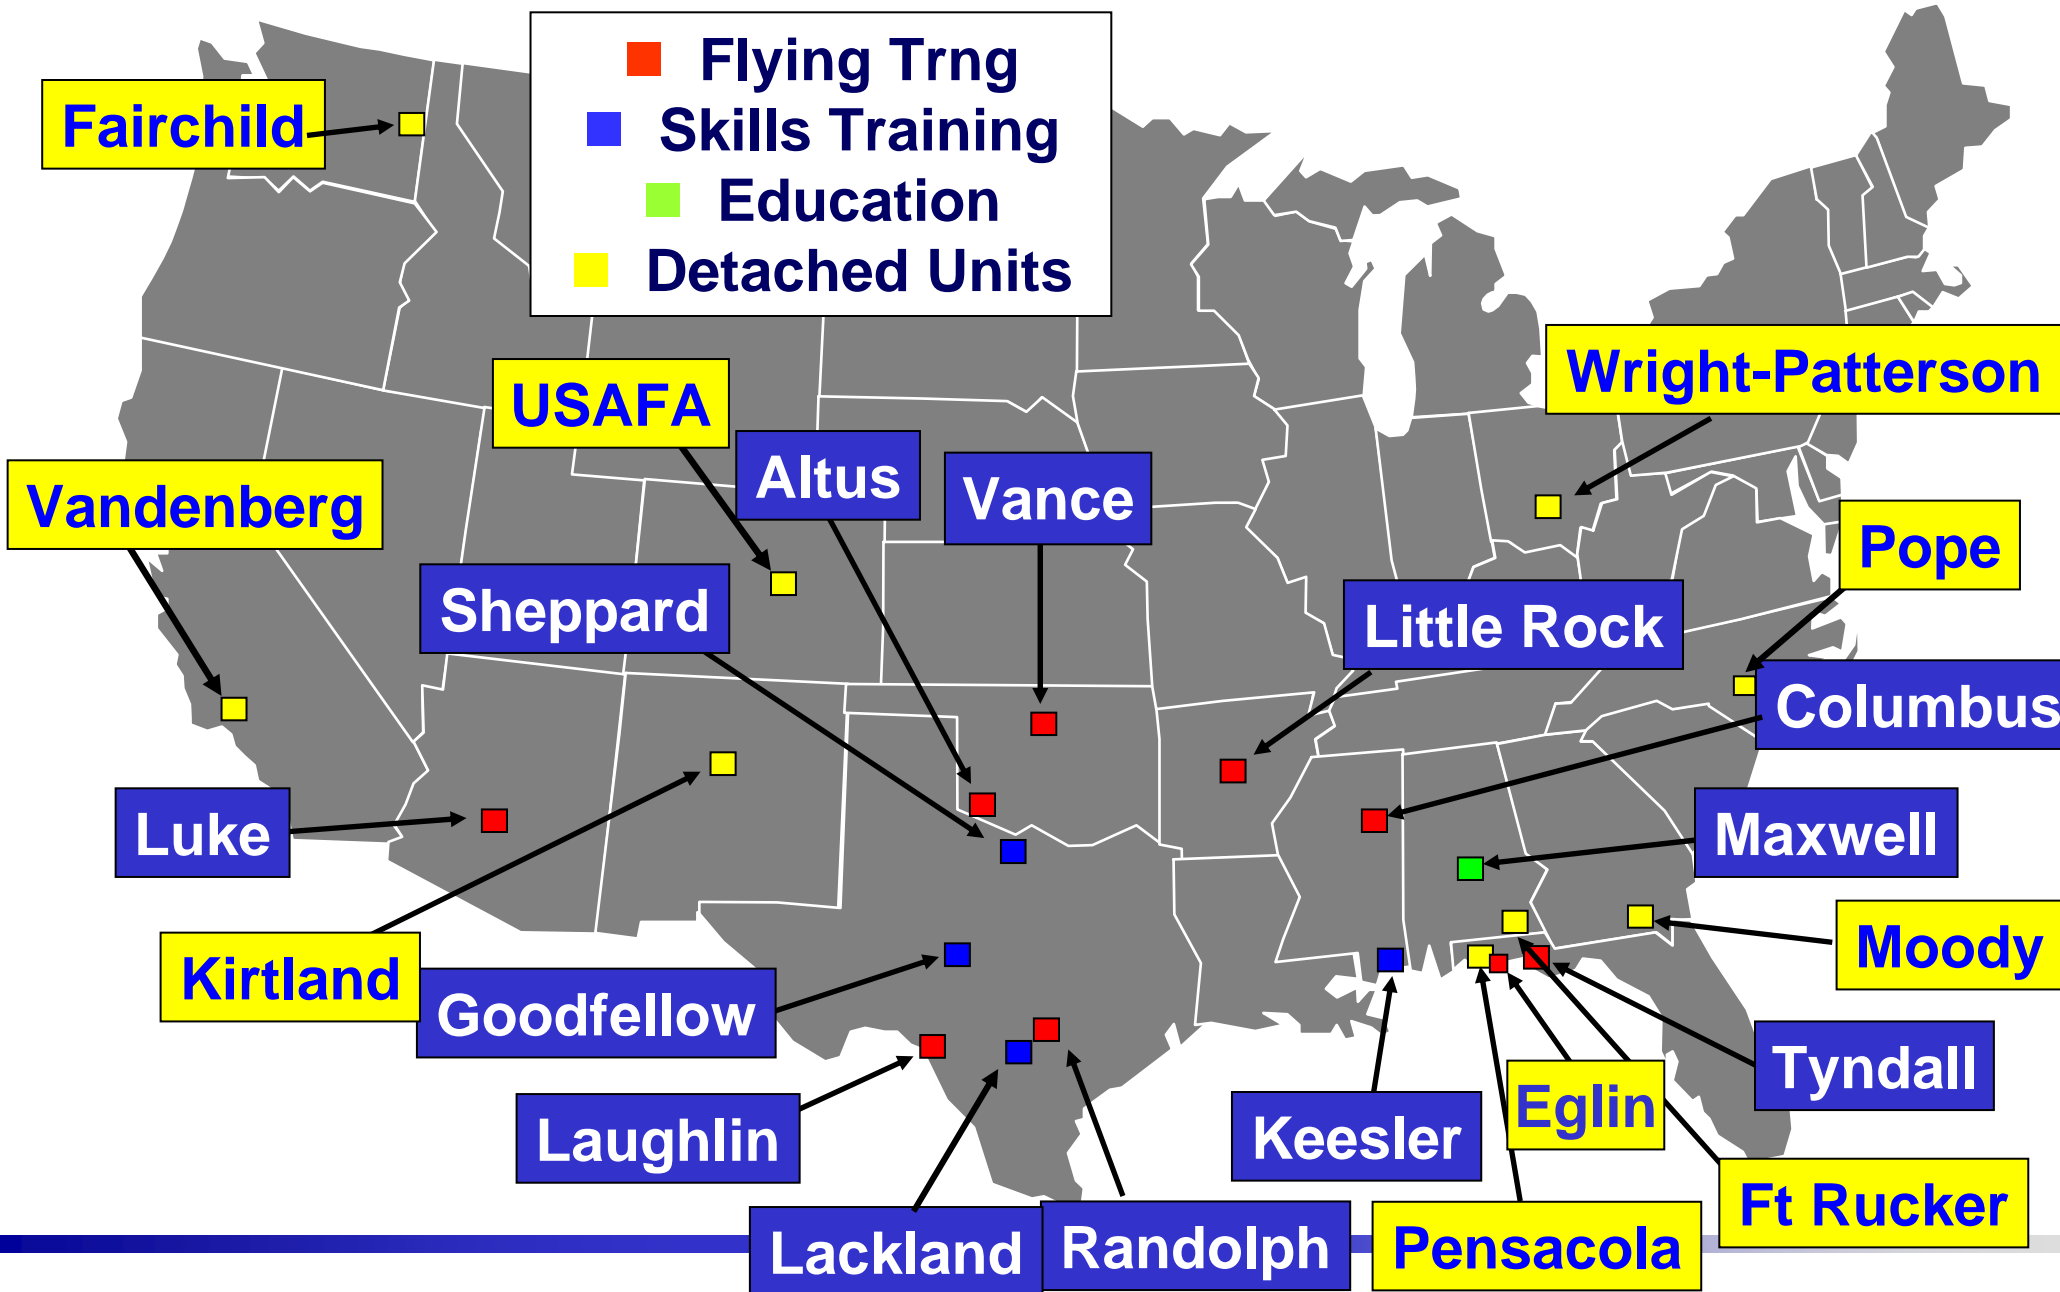 Flying Trng
Skills Training
Education
Detached Units
Fairchild
Wright-Patterson
USAFA
Altus
Vance
Vandenberg
Pope
Sheppard
Little Rock
Columbus
Luke
Maxwell
Kirtland
Moody
Goodfellow
Tyndall
Eglin
Laughlin
Keesler
Ft Rucker
Lackland
Randolph
Pensacola